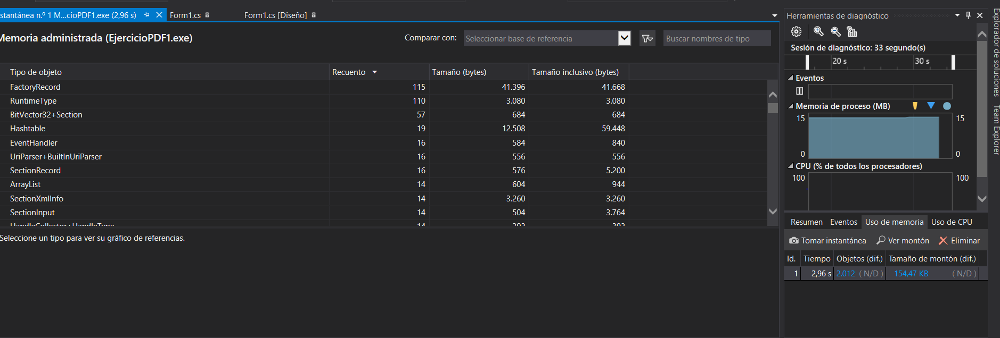 stantánea n.º 1 M...cioPDF1.exe (2,96 s)
Form1.cs
Form1.cs [Diseño]
Memoria administrada (EjercicioPDF1.exe)
Comparar con:
Seleccionar base de referencia
Buscar nombres de tipo
Tipo de objeto Recuento Tamaño (bytes) Tamaño inclusivo (bytes)
FactoryRecord 115 41.396 41.668
RuntimeType 110 3.080 3.080
BitVector32+Section 57 684 684
Hashtable 19 12.508 59.448
EventHandler 16 584 840
UriParser+BuiltInUriParser 16 556 556
SectionRecord 16 576 5.200
ArrayList 14 604 944
SectionXmlInfo 14 3.260 3.260
SectionInput 14 504 3.764
HandleCollector+HandleType 14 392 392
Seleccione un tipo para ver su gráfico de referencias.
Herramientas de diagnóstico
Sesión de diagnóstico: 33 segundo(s)
20 s 30 s
Eventos
Memoria de proceso (MB)
15 15
0 0
CPU (% de todos los procesadores)
100 100
Resumen Eventos Uso de memoria Uso de CPU
Tomar instantánea Ver montón Eliminar
Id. Tiempo Objetos (dif.) Tamaño de montón (dif.)
1 2,96 s 2.012 ( N/D ) 154,47 KB ( N/D )
Explorador de soluciones
Team Explorer